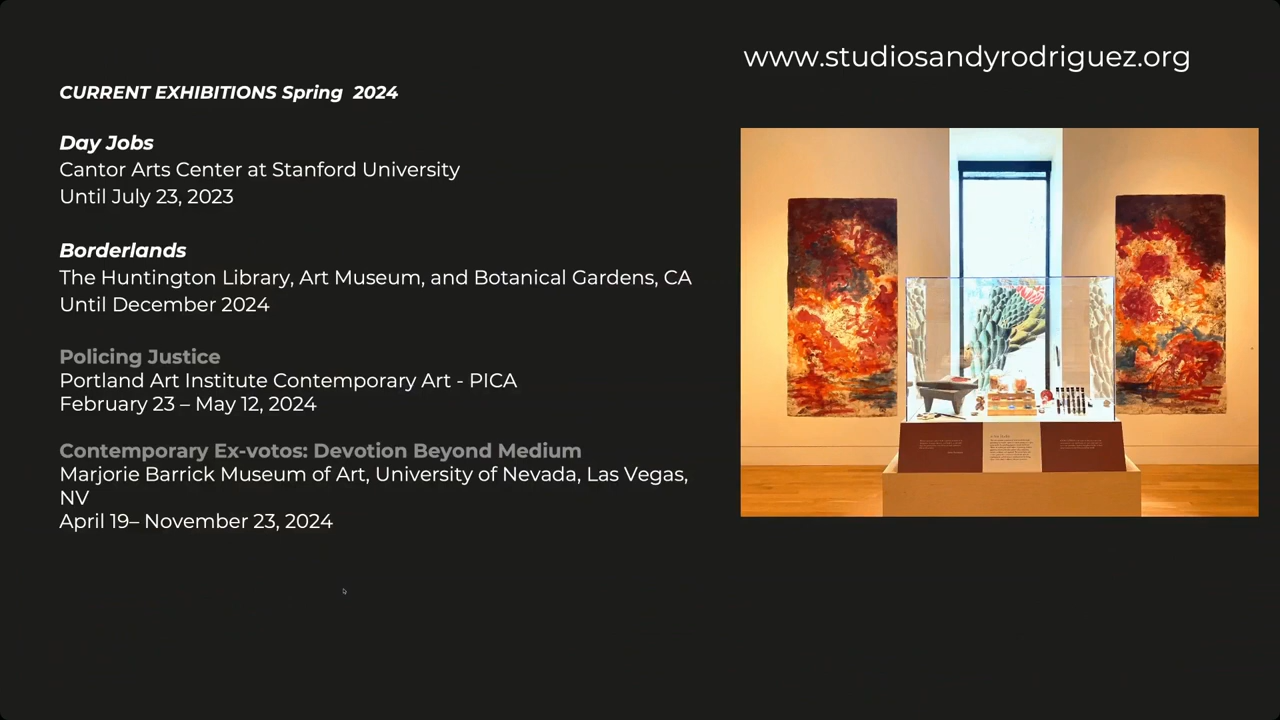 www.studiosandyrodriguez.org
CURRENT EXHIBITIONS Spring 2024
Day Jobs
Cantor Arts Center at Stanford University
Until July 23, 2023
Borderlands
The Huntington Library, Art Museum, and Botanical Gardens, CA
Until December 2024
Policing Justice
Portland Art Institute Contemporary Art - PICA
February 23 – May 12, 2024
Contemporary Ex-votos: Devotion Beyond Medium
Marjorie Barrick Museum of Art, University of Nevada, Las Vegas,
NV
April 19– November 23, 2024